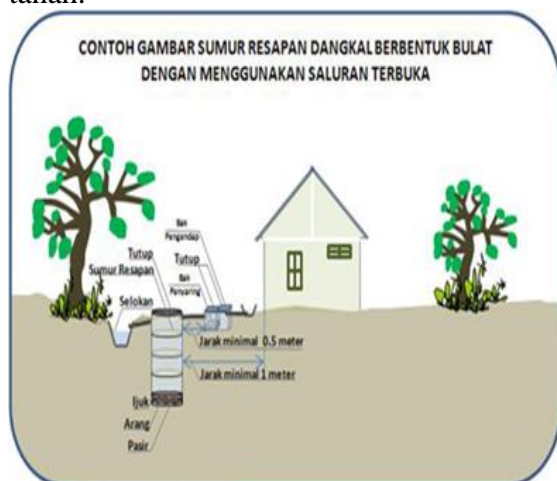 tanah.
CONTOH GAMBAR SUMUR RESAPAN DANGKAL BERBENTUK BULAT
DENGAN MENGGUNAKAN SALURAN TERBUKA
Bak
Pengendap
Tutup
Sumur Resapan
Tutup
Bak
Penyaring
Selokan
Jarak minimal 0.5 meter
Jarak minimal 1 meter
Ijuk
Arang
Pasir